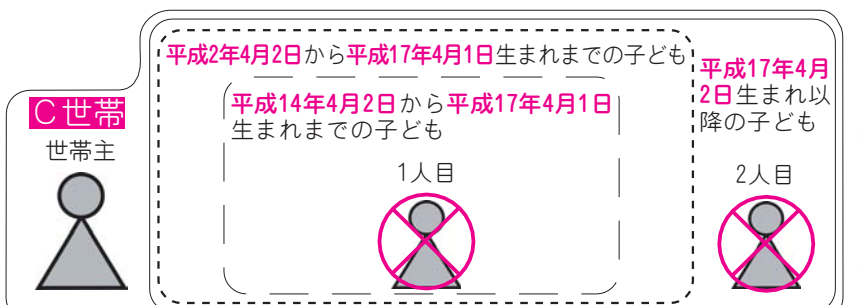 平成2年4月2日から平成17年4月1日生まれまでの子ども
平成14年4月2日から平成17年4月1日
生まれまでの子ども
平成17年4月
2日生まれ以
降の子ども
C世帯
世帯主
1人目
2人目